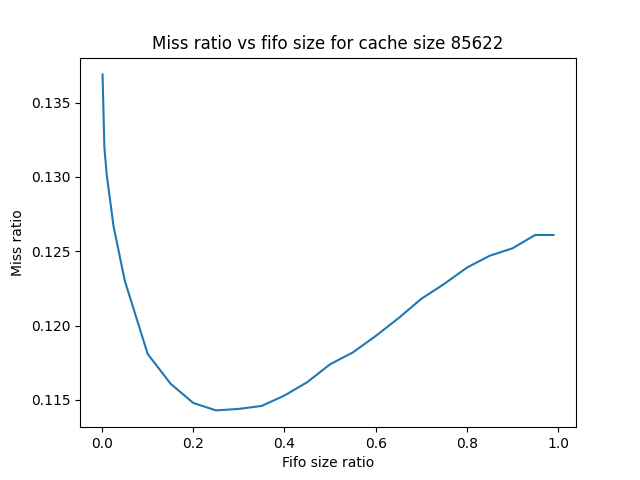 Miss ratio vs fifo size for cache size 85622
0.135
0.130
0.125
0.120
0.115
Miss ratio
0.0 0.2 0.4 0.6 0.8 1.0
Fifo size ratio